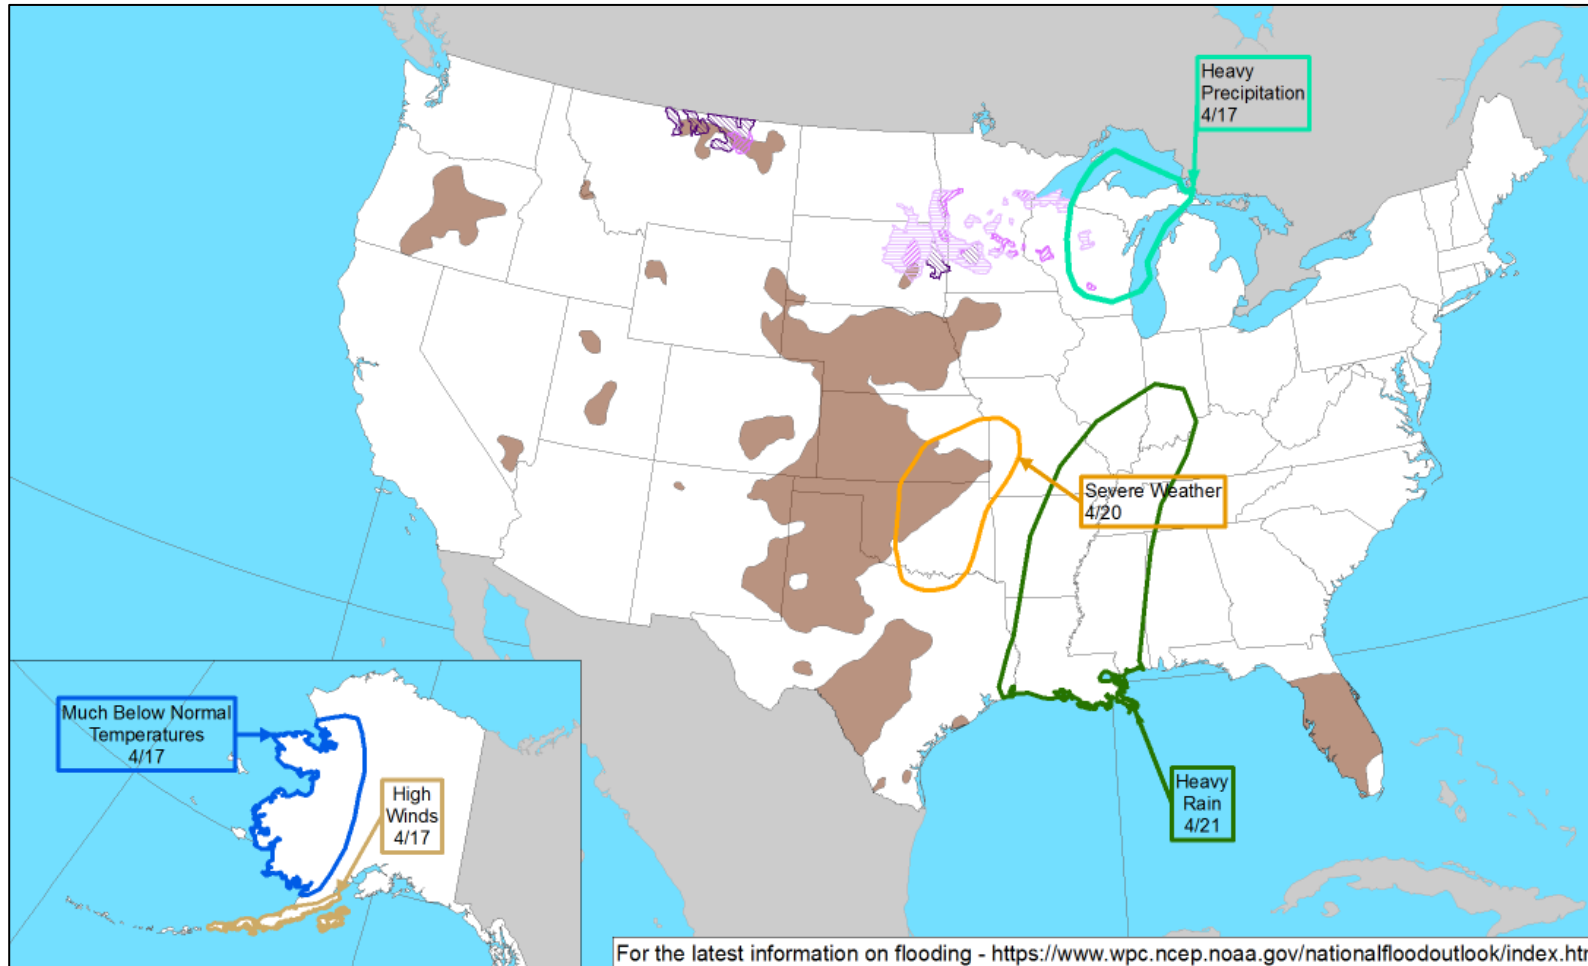 Heavy
Precipitation
4/17
Severe Weather
4/20
Much Below Normal
Temperatures
4/17
High
Winds
4/17
Heavy
Rain
4/21
For the latest information on flooding - https://www.wpc.ncep.noaa.gov/nationalfloodoutlook/index.htm